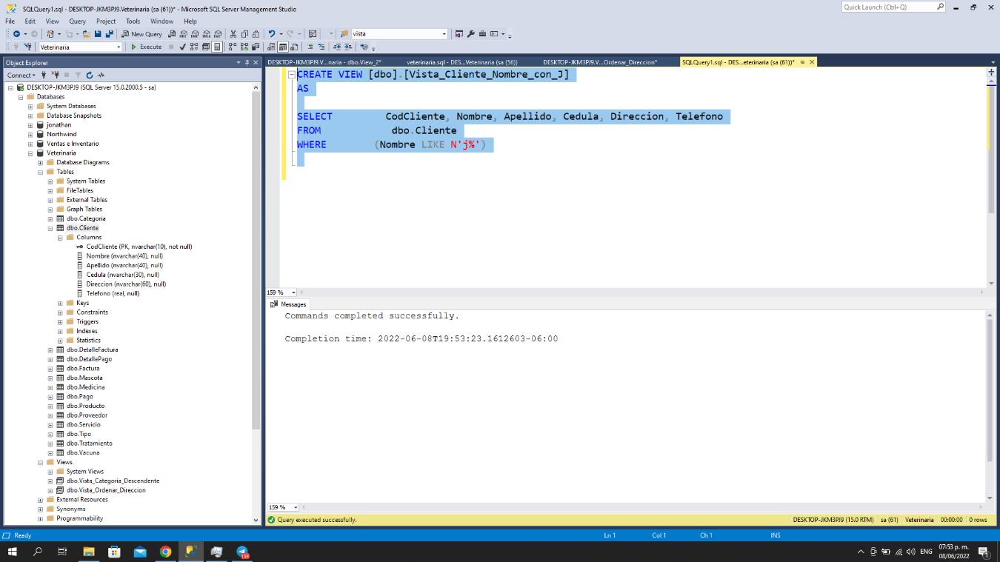 SQLQuery1.sql - DESKTOP-JKM3PJ9.Veterinaria (sa (61))* - Microsoft SQL Server Management Studio
Quick Launch (Ctrl+Q)
File Edit View Query Project Tools Window Help
New Query
MDX DMX XMLA DAX
vista
Veterinaria
Execute
Object Explorer
DESKTOP-JKM3PJ9.V...naria - dbo.View_2*
veterinaria.sql - DES...Veterinaria (sa (56))
DESKTOP-JKM3PJ9.V...Ordenar_Direccion*
SQLQuery1.sql - DES...eterinaria (sa (61))*
Connect
DESKTOP-JKM3PJ9 (SQL Server 15.0.2000.5 - sa)
Databases
System Databases
Database Snapshots
jonathan
Northwind
Ventas e Inventario
Veterinaria
Database Diagrams
Tables
System Tables
FileTables
External Tables
Graph Tables
dbo.Categoria
dbo.Cliente
Columns
CodCliente (PK, nvarchar(10), not null)
Nombre (nvarchar(40), null)
Apellido (nvarchar(40), null)
Cedula (nvarchar(30), null)
Direccion (nvarchar(60), null)
Telefono (real, null)
Keys
Constraints
Triggers
Indexes
Statistics
dbo.DetalleFactura
dbo.DetallePago
dbo.Factura
dbo.Mascota
dbo.Medicina
dbo.Pago
dbo.Producto
dbo.Proveedor
dbo.Servicio
dbo.Tipo
dbo.Tratamiento
dbo.Vacuna
Views
System Views
dbo.Vista_Categoria_Descendente
dbo.Vista_Ordenar_Direccion
External Resources
Synonyms
Programmability
CREATE VIEW [dbo].[Vista_Cliente_Nombre_con_J]
AS
SELECT CodCliente, Nombre, Apellido, Cedula, Direccion, Telefono
FROM dbo.Cliente
WHERE (Nombre LIKE N'j%')
159 %
Messages
Commands completed successfully.
Completion time: 2022-06-08T19:53:23.1612603-06:00
159 %
Query executed successfully.
DESKTOP-JKM3PJ9 (15.0 RTM) sa (61) Veterinaria 00:00:00 0 rows
Ready
Ln 1 Col 1 Ch 1 INS
ENG
07:53 p. m.
08/06/2022
1